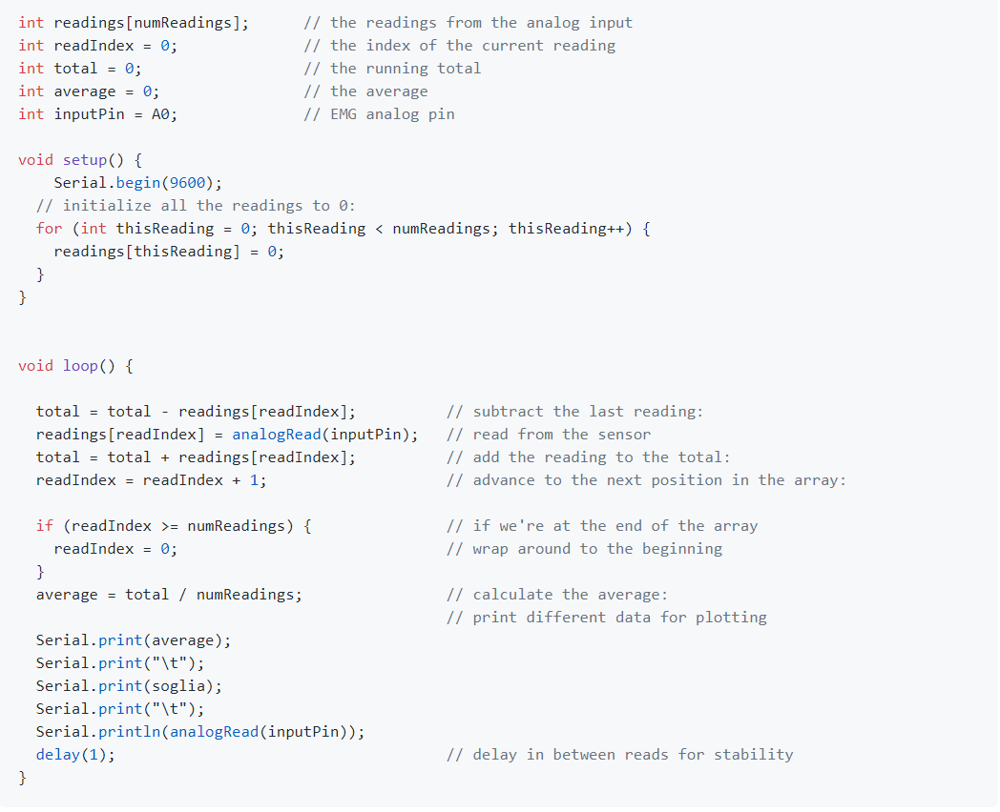 int readings[numReadings];      // the readings from the analog input
int readIndex = 0;              // the index of the current reading
int total = 0;                  // the running total
int average = 0;                // the average
int inputPin = A0;              // EMG analog pin

void setup() {
    Serial.begin(9600);
  // initialize all the readings to 0:
  for (int thisReading = 0; thisReading < numReadings; thisReading++) {
    readings[thisReading] = 0;
  }
}


void loop() {

  total = total - readings[readIndex];          // subtract the last reading:
  readings[readIndex] = analogRead(inputPin);   // read from the sensor
  total = total + readings[readIndex];          // add the reading to the total:
  readIndex = readIndex + 1;                    // advance to the next position in the array:

  if (readIndex >= numReadings) {               // if we're at the end of the array
    readIndex = 0;                              // wrap around to the beginning
  }
  average = total / numReadings;                // calculate the average:
                                                // print different data for plotting
  Serial.print(average);
  Serial.print("\t");
  Serial.print(soglia);
  Serial.print("\t");
  Serial.println(analogRead(inputPin));
  delay(1);                                     // delay in between reads for stability
}